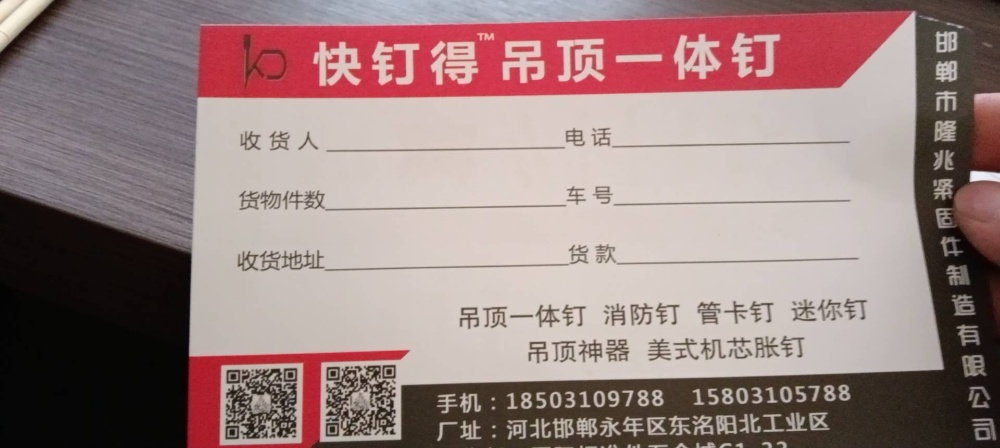 快钉得™ 吊顶一体钉
收货人 电话
货物件数 车号
收货地址 货款
吊顶一体钉 消防钉 管卡钉 迷你钉
吊顶神器 美式机芯胀钉
手机：18503109788 15803105788
厂址：河北邯郸永年区东洺阳北工业区
邯郸市隆兆紧固件制造有限公司